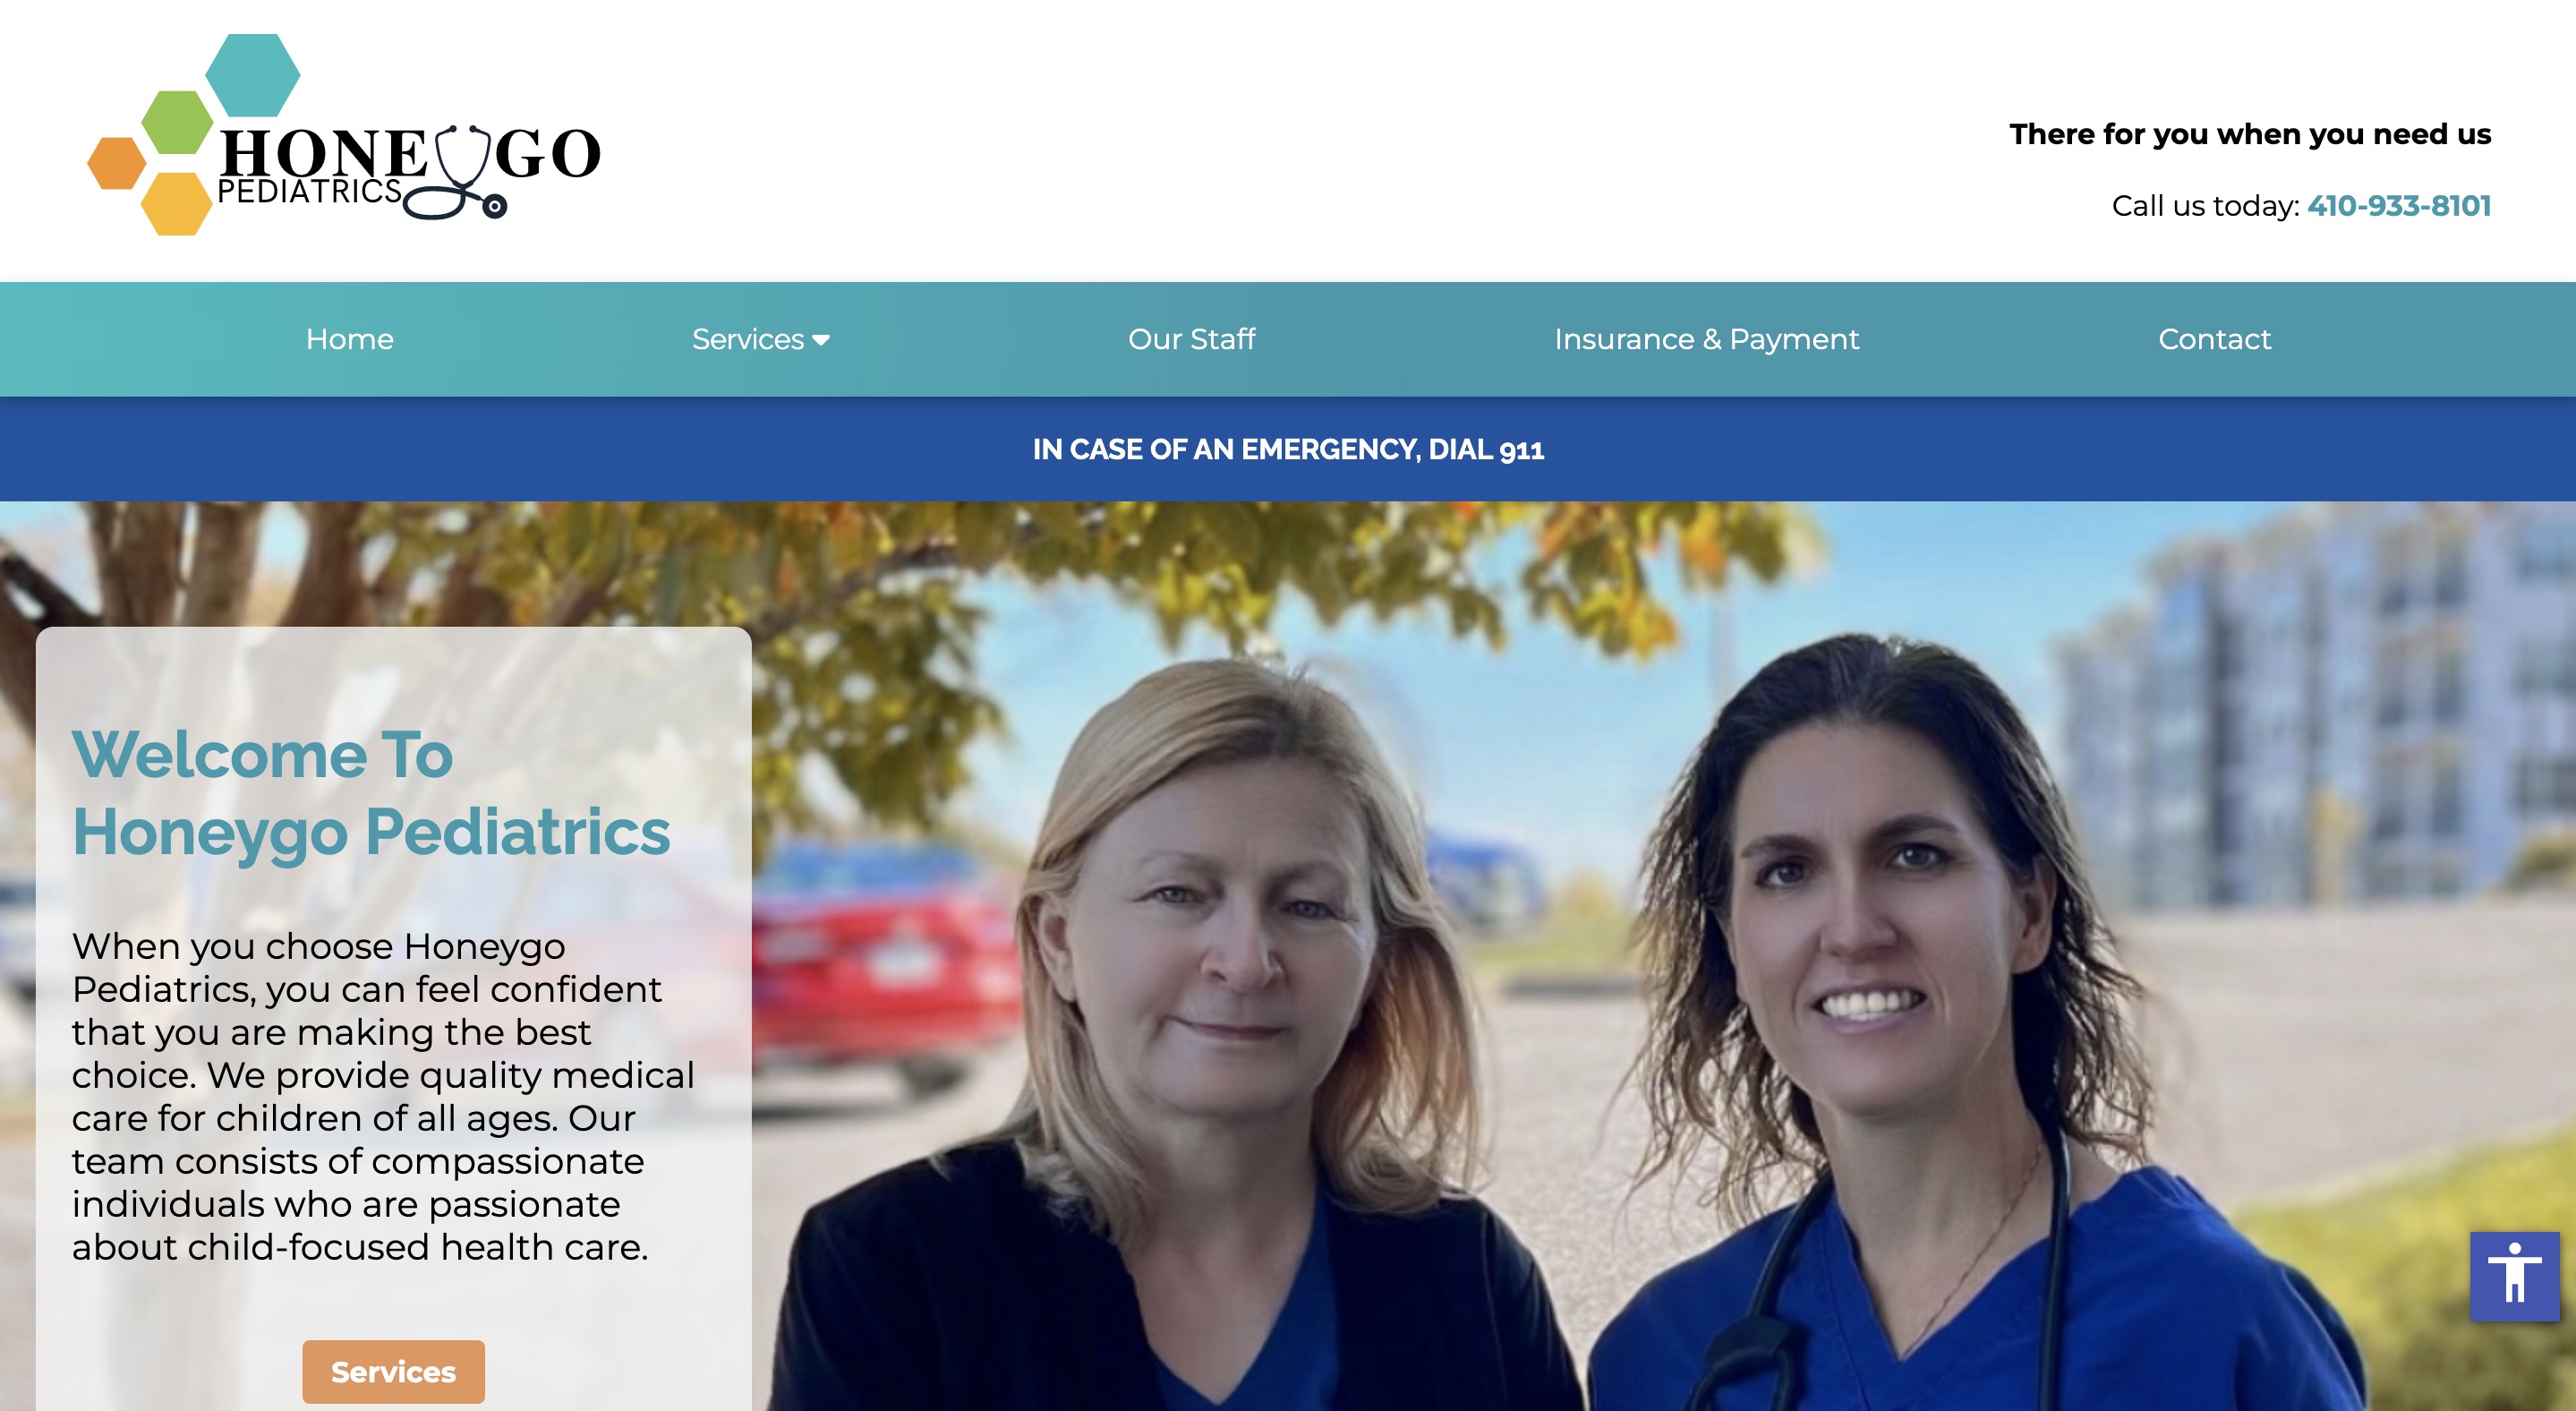 HONEYGO
PEDIATRICS
There for you when you need us
Call us today: 410-933-8101
Home
Services
Our Staff
Insurance & Payment
Contact
IN CASE OF AN EMERGENCY, DIAL 911
Welcome To
Honeygo Pediatrics
When you choose Honeygo
Pediatrics, you can feel confident
that you are making the best
choice. We provide quality medical
care for children of all ages. Our
team consists of compassionate
individuals who are passionate
about child-focused health care.
Services